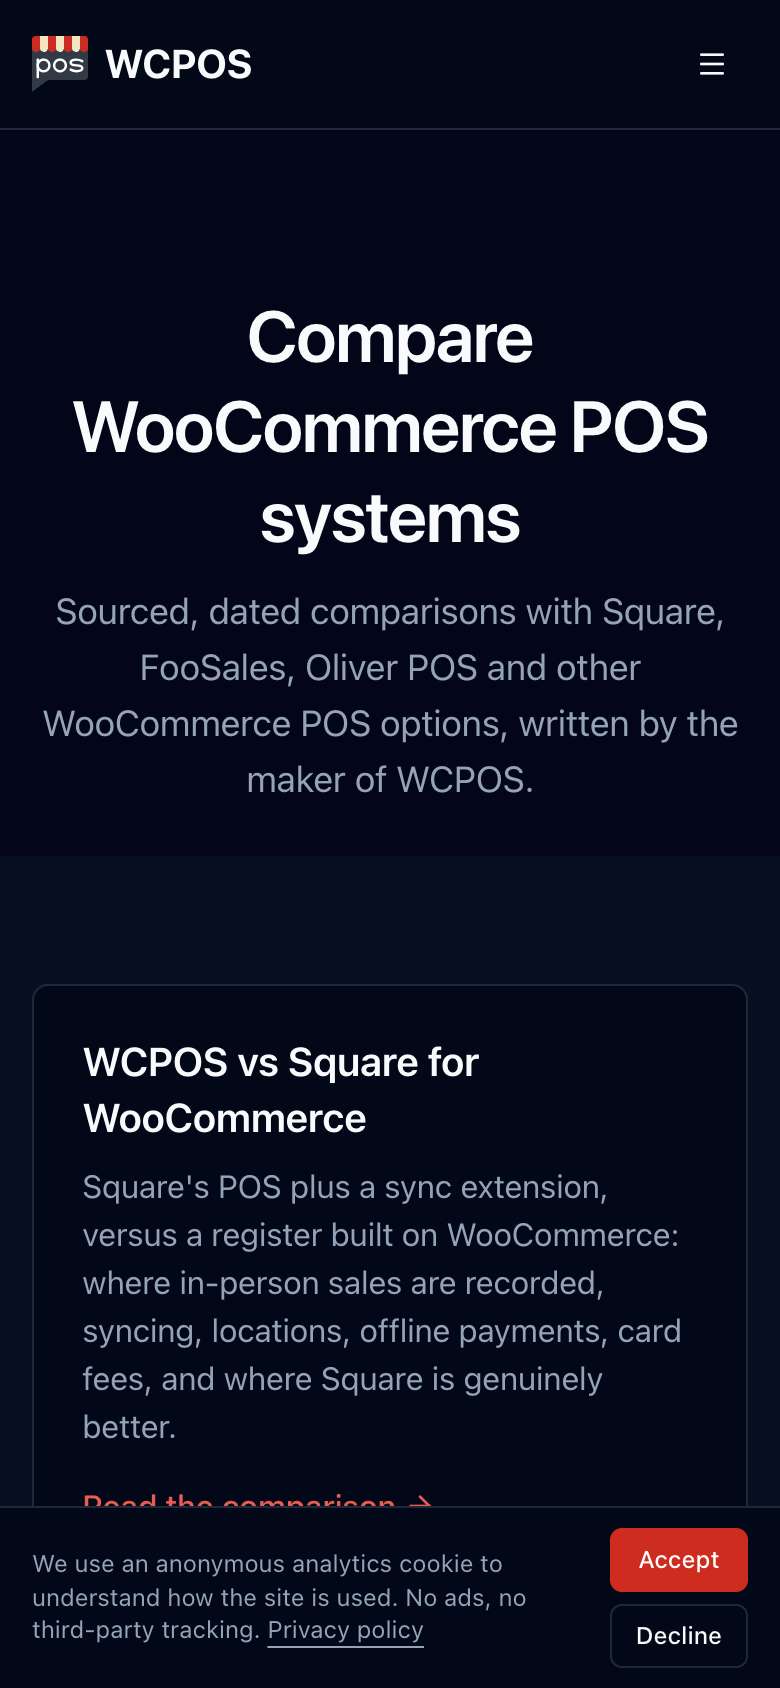 pos WCPOS
Compare
WooCommerce POS
systems
Sourced, dated comparisons with Square,
FooSales, Oliver POS and other
WooCommerce POS options, written by the
maker of WCPOS.
WCPOS vs Square for
WooCommerce
Square's POS plus a sync extension,
versus a register built on WooCommerce:
where in-person sales are recorded,
syncing, locations, offline payments, card
fees, and where Square is genuinely
better.
Read the comparison →
We use an anonymous analytics cookie to
understand how the site is used. No ads, no
third-party tracking. Privacy policy
Accept
Decline